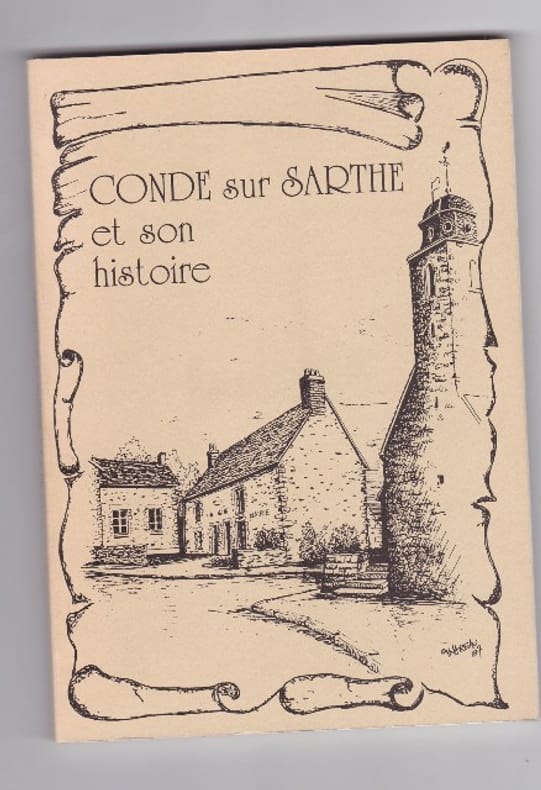 CONDE sur SARTHE
et son
histoire